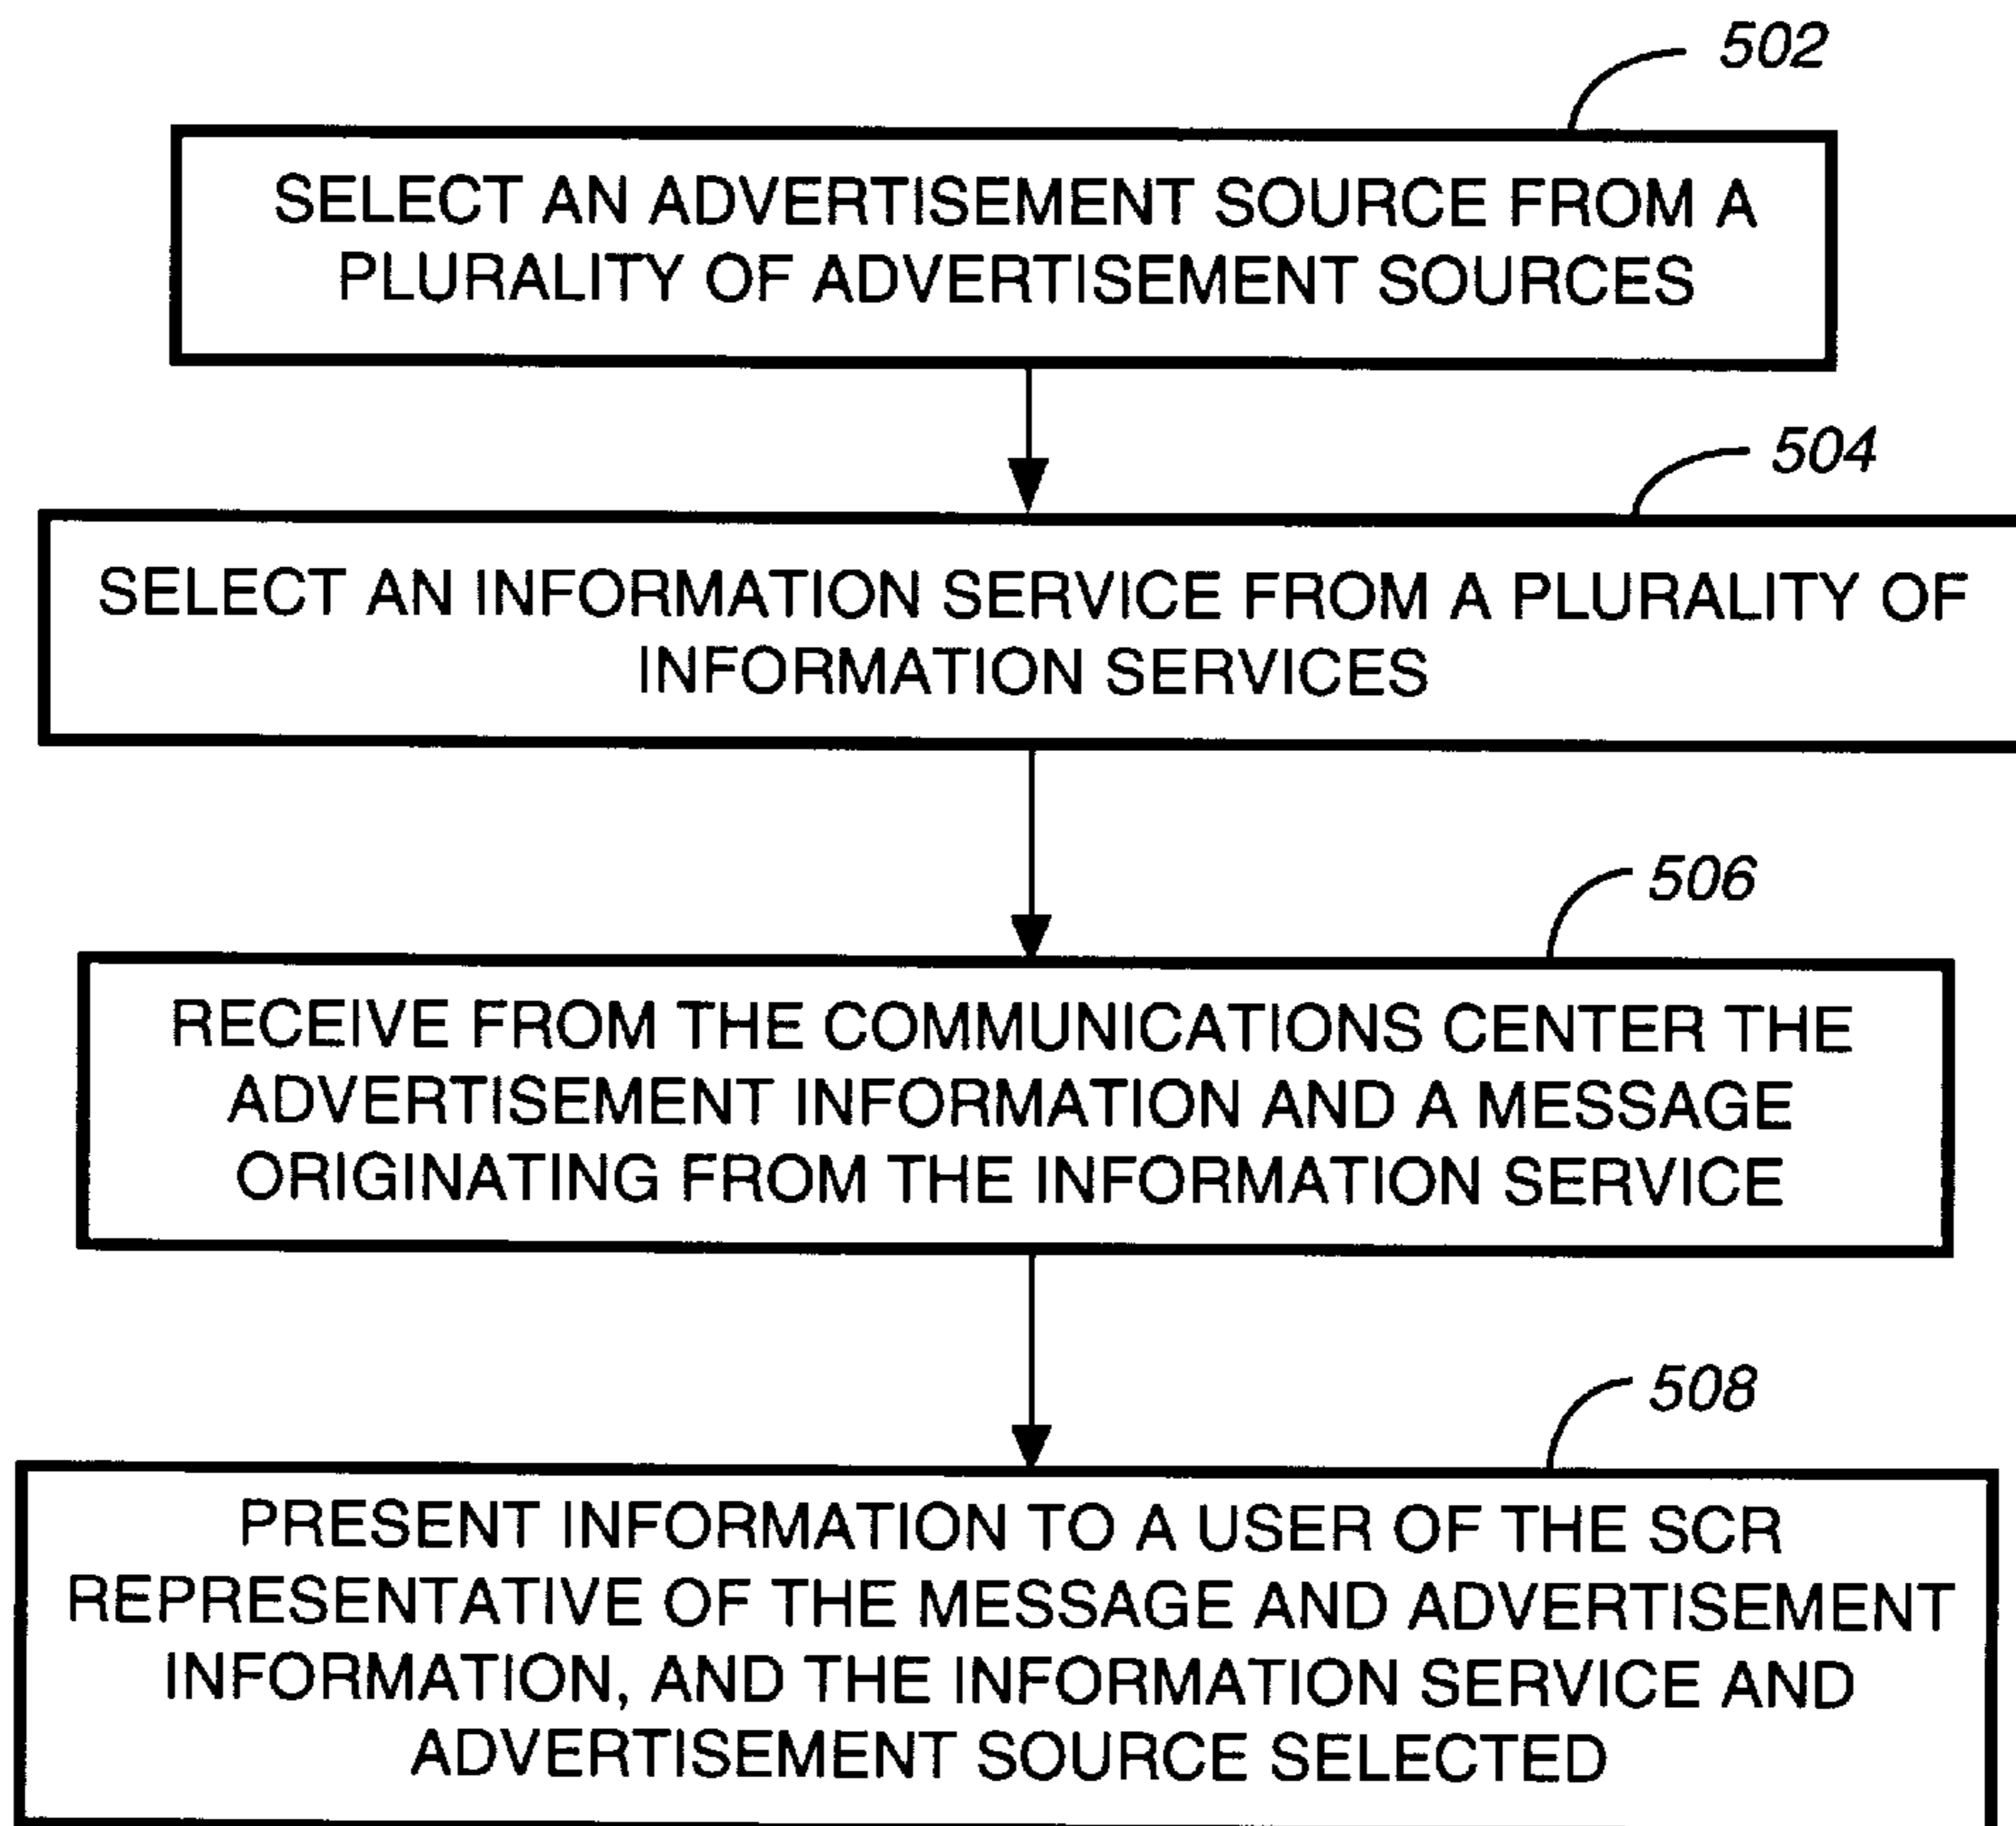 502
SELECT AN ADVERTISEMENT SOURCE FROM A
PLURALITY OF ADVERTISEMENT SOURCES
504
SELECT AN INFORMATION SERVICE FROM A PLURALITY OF
INFORMATION SERVICES
506
RECEIVE FROM THE COMMUNICATIONS CENTER THE
ADVERTISEMENT INFORMATION AND A MESSAGE
ORIGINATING FROM THE INFORMATION SERVICE
508
PRESENT INFORMATION TO A USER OF THE SCR
REPRESENTATIVE OF THE MESSAGE AND ADVERTISEMENT
INFORMATION, AND THE INFORMATION SERVICE AND
ADVERTISEMENT SOURCE SELECTED